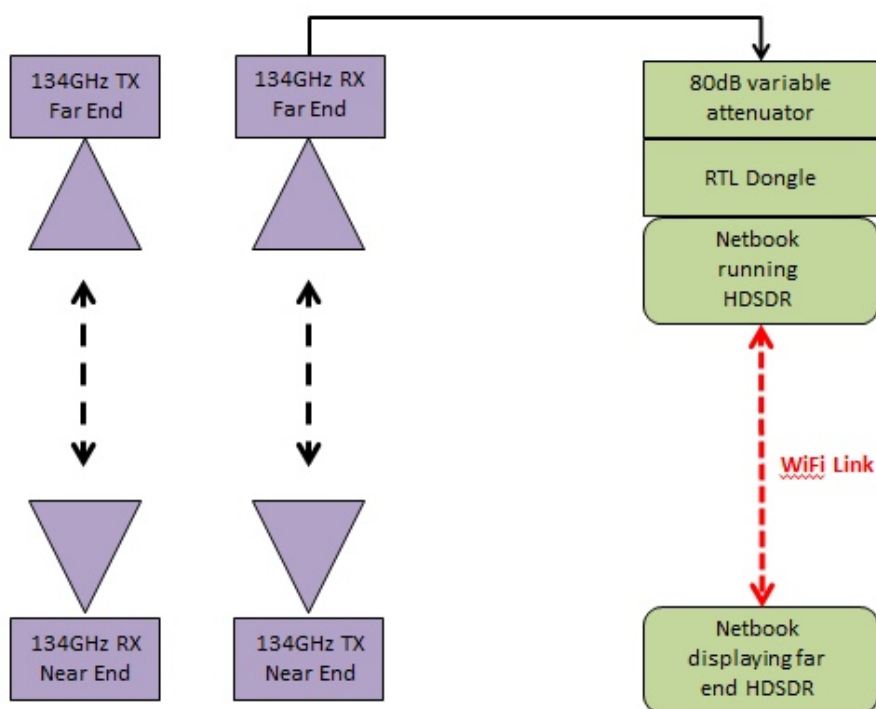 134GHz TX
Far End
134GHz RX
Far End
80dB variable
attenuator
RTL Dongle
Netbook
running
HDSDR
WiFi Link
134GHz RX
Near End
134GHz TX
Near End
Netbook
displaying far
end HDSDR